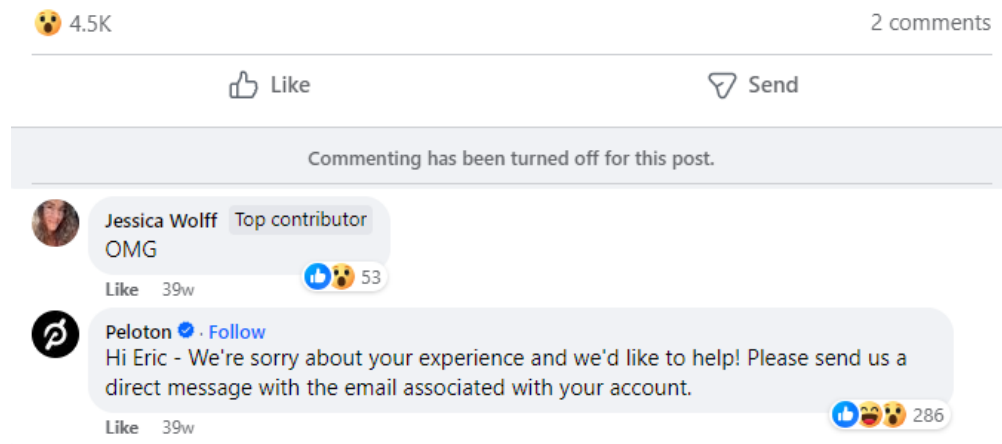 4.5K
2 comments
Like
Send
Commenting has been turned off for this post.
Jessica Wolff Top contributor
OMG
53
Like 39w
Peloton · Follow
Hi Eric - We're sorry about your experience and we'd like to help! Please send us a
direct message with the email associated with your account.
286
Like 39w